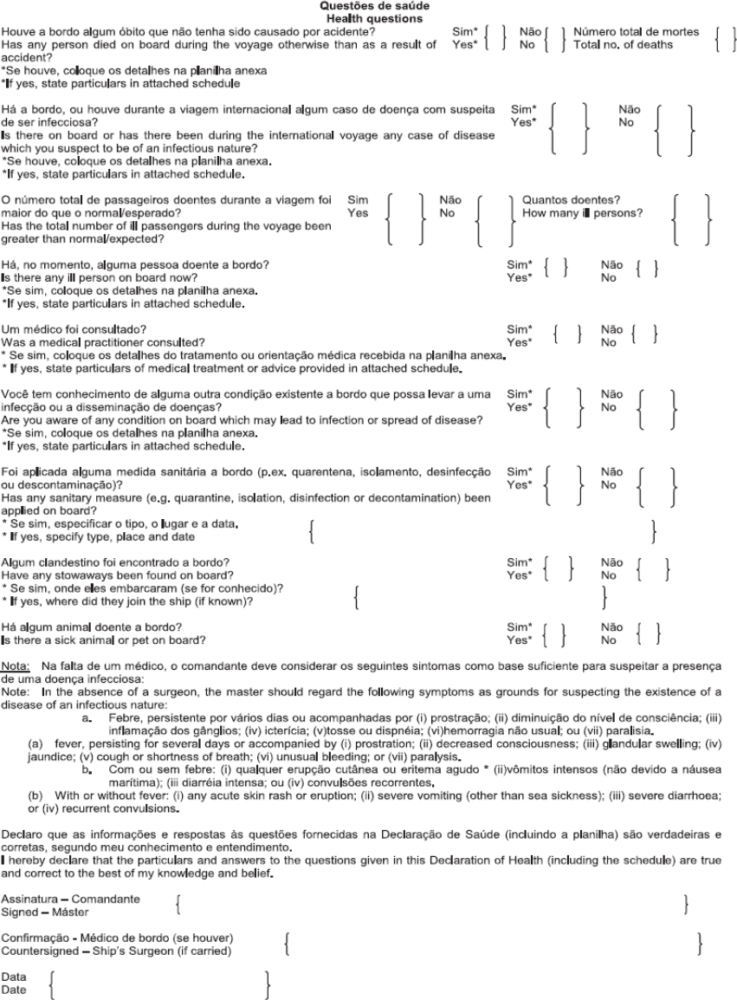 Questões de saúde
Health questions
Houve a bordo algum óbito que não tenha sido causado por acidente? Sim* { } Não { } Número total de mortes { }
Has any person died on board during the voyage otherwise than as a result of Yes* No Total no. of deaths
accident?
*Se houve, coloque os detalhes na planilha anexa
*If yes, state particulars in attached schedule
Há a bordo, ou houve durante a viagem internacional algum caso de doença com suspeita Sim* { } Não { }
de ser infecciosa? Yes* No
Is there on board or has there been during the international voyage any case of disease
which you suspect to be of an infectious nature?
*Se houve, coloque os detalhes na planilha anexa.
*If yes, state particulars in attached schedule.
O número total de passageiros doentes durante a viagem foi Sim { } Não { } Quantos doentes? { }
maior do que o normal/esperado? Yes No How many ill persons?
Has the total number of ill passengers during the voyage been
greater than normal/expected?
Há, no momento, alguma pessoa doente a bordo? Sim* { } Não { }
Is there any ill person on board now? Yes* No
*Se sim, coloque os detalhes na planilha anexa.
*If yes, state particulars in attached schedule.
Um médico foi consultado? Sim* { } Não { }
Was a medical practitioner consulted? Yes* No
* Se sim, coloque os detalhes do tratamento ou orientação médica recebida na planilha anexa.
* If yes, state particulars of medical treatment or advice provided in attached schedule.
Você tem conhecimento de alguma outra condição existente a bordo que possa levar a uma Sim* { } Não { }
infecção ou a disseminação de doenças? Yes* No
Are you aware of any condition on board which may lead to infection or spread of disease?
*Se sim, coloque os detalhes na planilha anexa.
*If yes, state particulars in attached schedule.
Foi aplicada alguma medida sanitária a bordo (p.ex. quarentena, isolamento, desinfecção Sim* { } Não { }
ou descontaminação)? Yes* No
Has any sanitary measure (e.g. quarantine, isolation, disinfection or decontamination) been
applied on board?
* Se sim, especificar o tipo, o lugar e a data. { }
* If yes, specify type, place and date
Algum clandestino foi encontrado a bordo? Sim* { } Não { }
Have any stowaways been found on board? Yes* No
* Se sim, onde eles embarcaram (se for conhecido)? { }
* If yes, where did they join the ship (if known)?
Há algum animal doente a bordo? Sim* { } Não { }
Is there a sick animal or pet on board? Yes* No
Nota: Na falta de um médico, o comandante deve considerar os seguintes sintomas como base suficiente para suspeitar a presença
de uma doença infecciosa:
Note: In the absence of a surgeon, the master should regard the following symptoms as grounds for suspecting the existence of a
disease of an infectious nature:
a. Febre, persistente por vários dias ou acompanhadas por (i) prostração; (ii) diminuição do nível de consciência; (iii)
inflamação dos gânglios; (iv) icterícia; (v)tosse ou dispnéia; (vi)hemorragia não usual; ou (vii) paralisia.
(a) fever, persisting for several days or accompanied by (i) prostration; (ii) decreased consciousness; (iii) glandular swelling; (iv)
jaundice; (v) cough or shortness of breath; (vi) unusual bleeding; or (vii) paralysis.
b. Com ou sem febre: (i) qualquer erupção cutânea ou eritema agudo * (ii)vômitos intensos (não devido a náusea
marítima); (iii diarréia intensa; ou (iv) convulsões recorrentes.
(b) With or without fever: (i) any acute skin rash or eruption; (ii) severe vomiting (other than sea sickness); (iii) severe diarrhoea;
or (iv) recurrent convulsions.
Declaro que as informações e respostas às questões fornecidas na Declaração de Saúde (incluindo a planilha) são verdadeiras e
corretas, segundo meu conhecimento e entendimento.
I hereby declare that the particulars and answers to the questions given in this Declaration of Health (including the schedule) are true
and correct to the best of my knowledge and belief.
Assinatura – Comandante { }
Signed – Máster
Confirmação - Médico de bordo (se houver) { }
Countersigned – Ship's Surgeon (if carried)
Data { }
Date